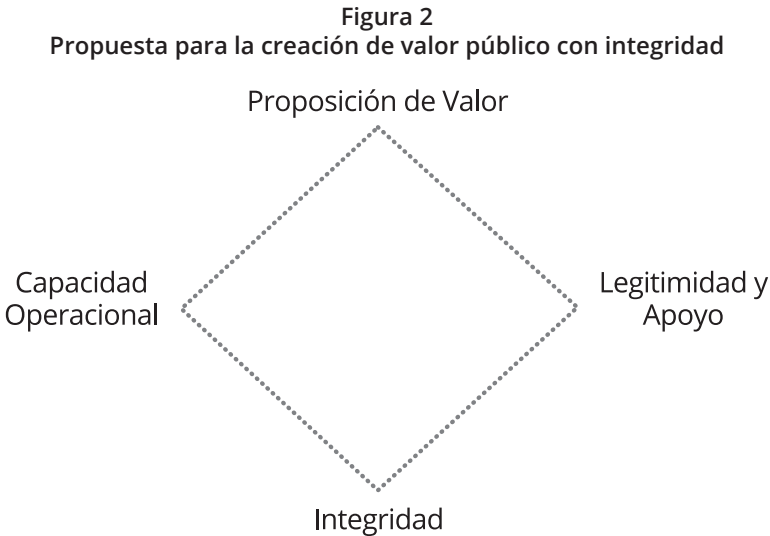 Figura 2
Propuesta para la creación de valor público con integridad
Proposición de Valor
Capacidad
Operacional
Legitimidad y
Apoyo
Integridad